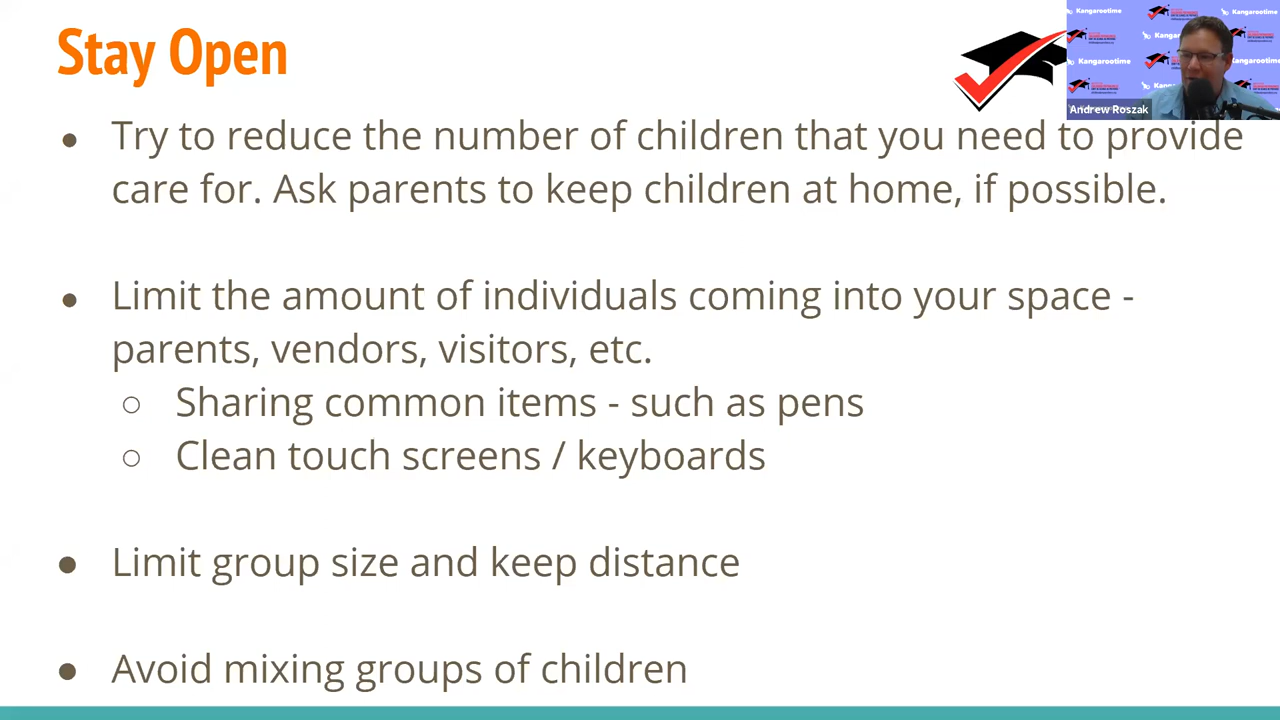 Stay Open
Kangarootime
Kangarootime
Kangarootime
Kangarootime
Andrew Roszak
● Try to reduce the number of children that you need to provide
care for. Ask parents to keep children at home, if possible.
● Limit the amount of individuals coming into your space -
parents, vendors, visitors, etc.
○ Sharing common items - such as pens
○ Clean touch screens / keyboards
● Limit group size and keep distance
● Avoid mixing groups of children